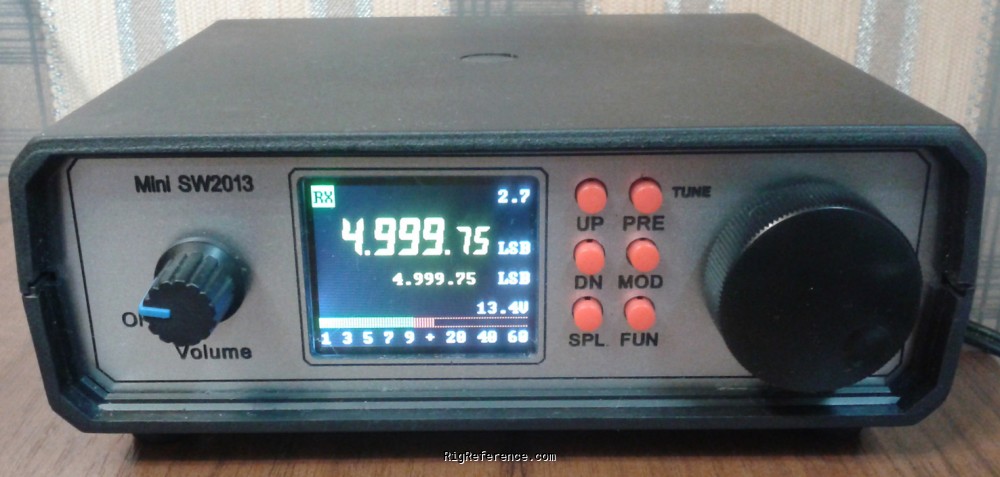 Mini SW2013
RX
2.7
4.999.75 LSB
4.999.75 LSB
13.4V
1 3 5 7 9 + 20 40 60
Volume
UP PRE TUNE
DN MOD
SPL. FUN
RigReference.com